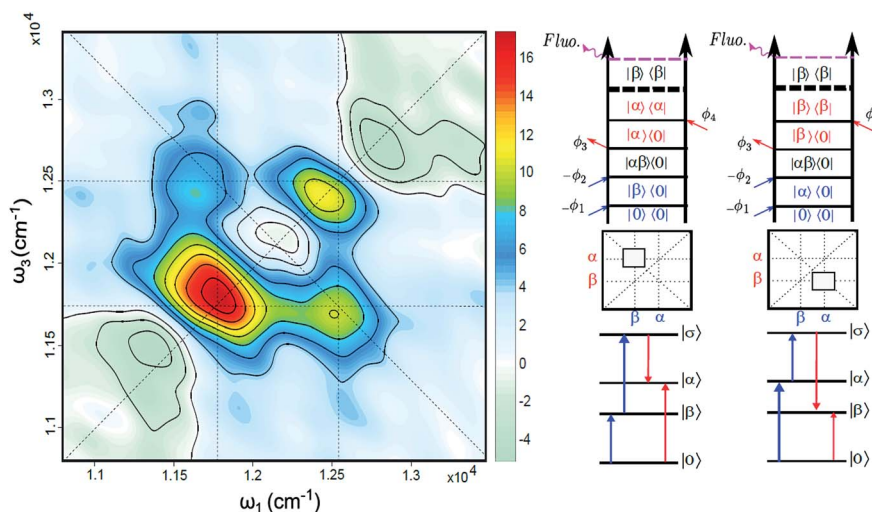 x10⁴
1.3
1.25
1.2
1.15
1.1
ω₃ (cm⁻¹)
1.1 1.15 1.2 1.25 1.3 x10⁴
ω₁ (cm⁻¹)
16
14
12
10
8
6
4
2
0
-2
-4
Fluo.
|β⟩ ⟨β|
|α⟩ ⟨α|
ϕ₄
|α⟩ ⟨0|
ϕ₃
|αβ⟩⟨0|
-ϕ₂
|β⟩ ⟨0|
-ϕ₁
|0⟩ ⟨0|
α
β
β α
|σ⟩
|α⟩
|β⟩
|0⟩
Fluo.
|β⟩ ⟨β|
|β⟩ ⟨β|
|β⟩ ⟨0|
ϕ₃
|αβ⟩⟨0|
-ϕ₂
|α⟩ ⟨0|
-ϕ₁
|0⟩ ⟨0|
α
β
β α
|σ⟩
|α⟩
|β⟩
|0⟩